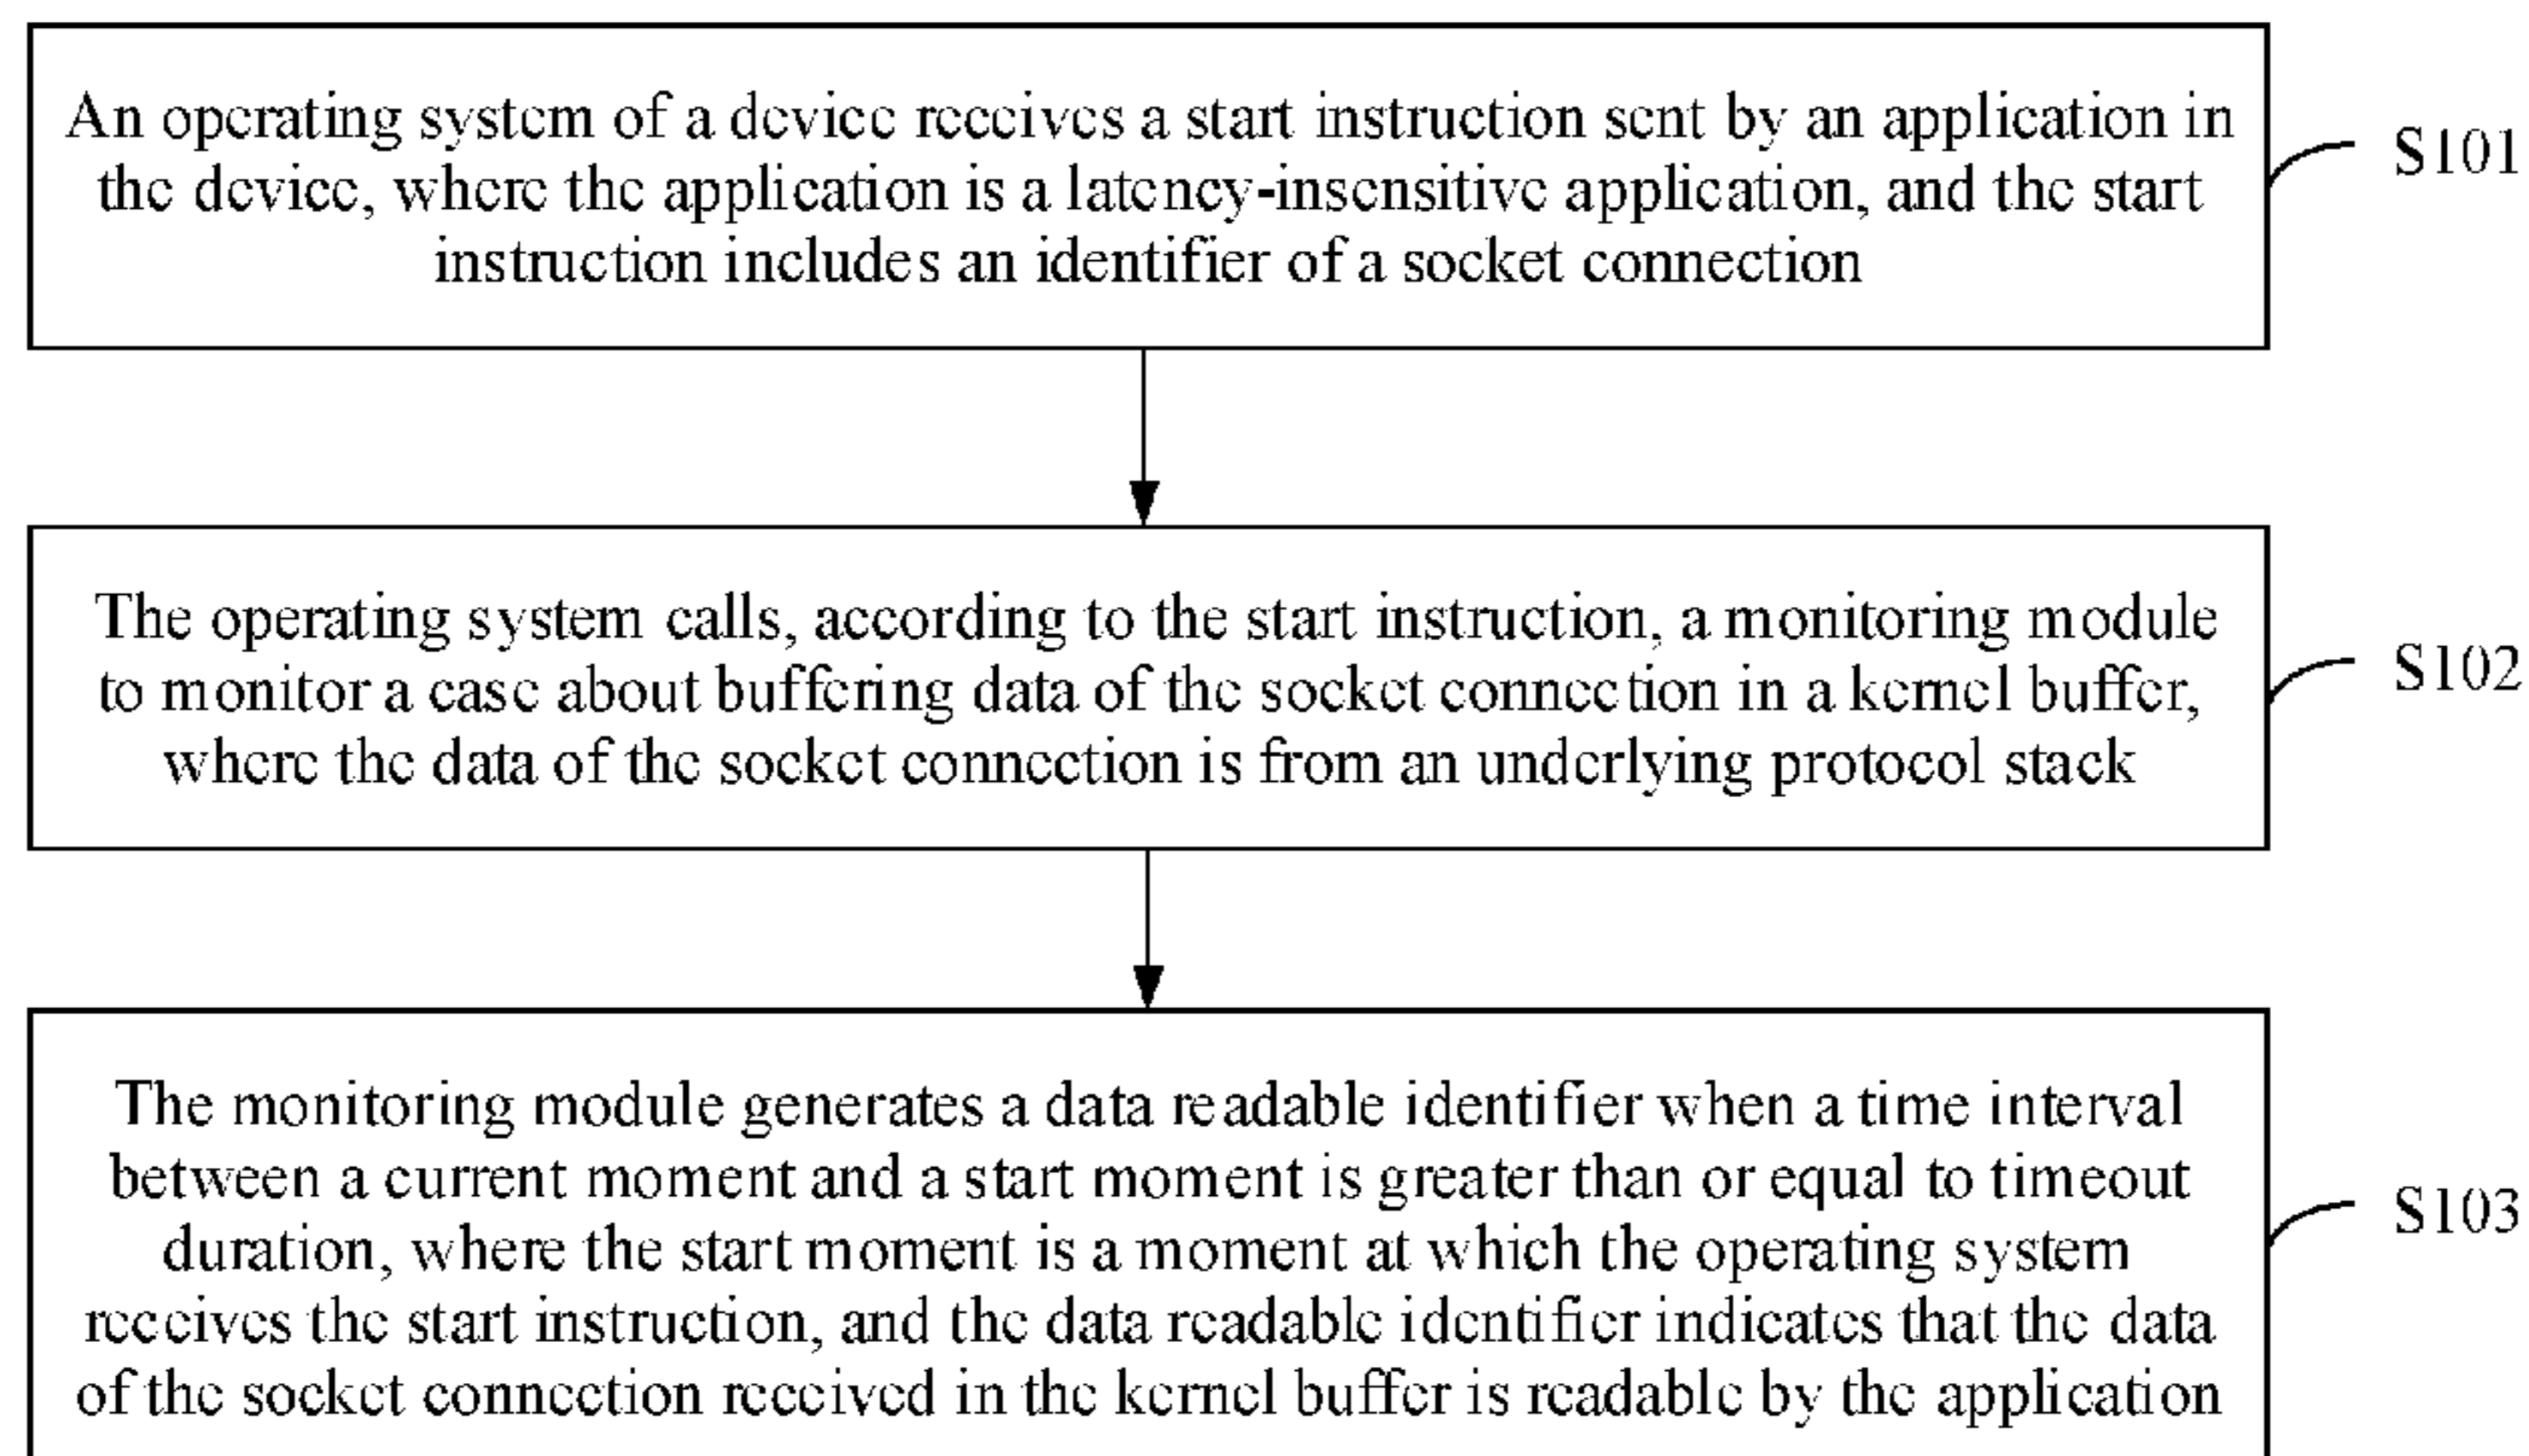 An operating system of a device receives a start instruction sent by an application in
the device, where the application is a latency-insensitive application, and the start
instruction includes an identifier of a socket connection
S101
The operating system calls, according to the start instruction, a monitoring module
to monitor a case about buffering data of the socket connection in a kernel buffer,
where the data of the socket connection is from an underlying protocol stack
S102
The monitoring module generates a data readable identifier when a time interval
between a current moment and a start moment is greater than or equal to timeout
duration, where the start moment is a moment at which the operating system
receives the start instruction, and the data readable identifier indicates that the data
of the socket connection received in the kernel buffer is readable by the application
S103